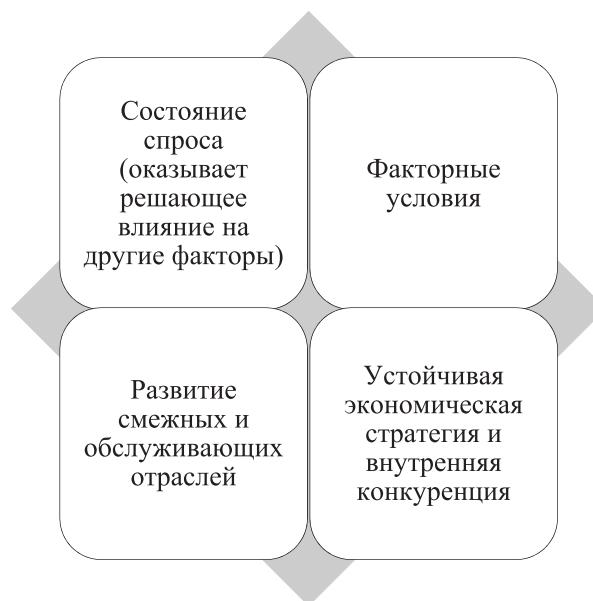 Состояние
спроса
(оказывает
решающее
влияние на
другие факторы)
Факторные
условия
Развитие
смежных и
обслуживающих
отраслей
Устойчивая
экономическая
стратегия и
внутренняя
конкуренция